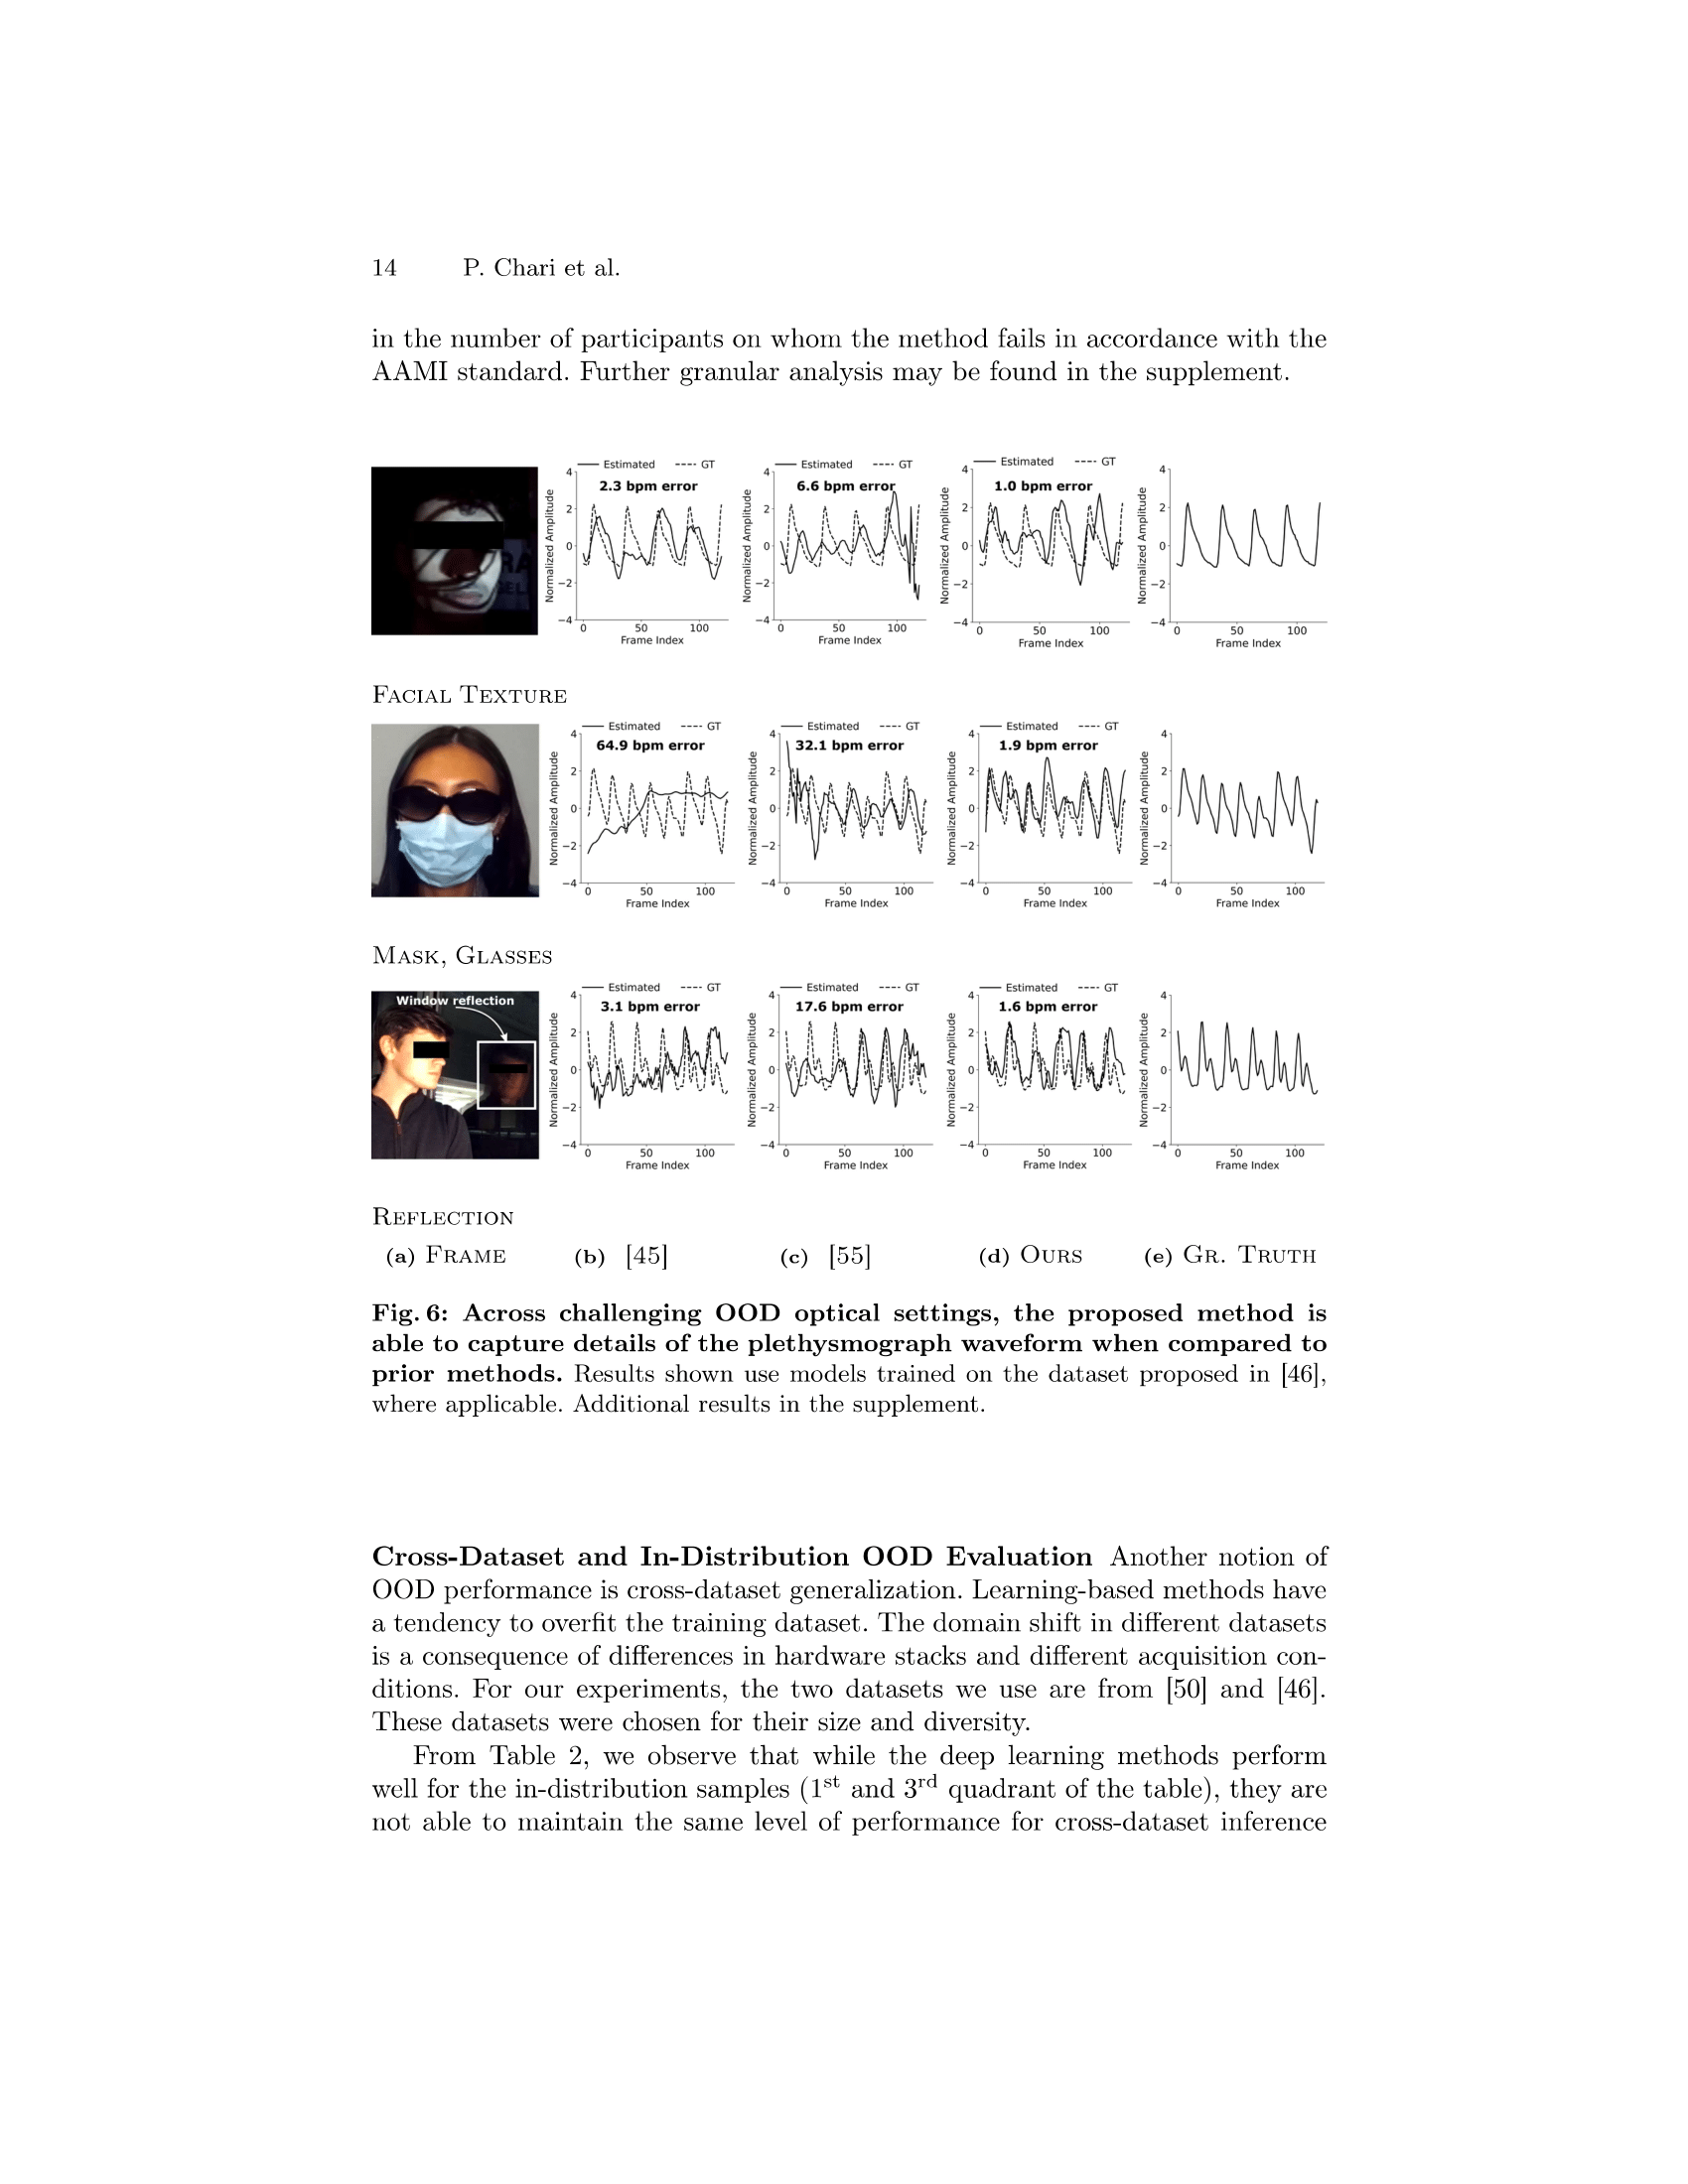 14 P. Chari et al.
in the number of participants on whom the method fails in accordance with the
AAMI standard. Further granular analysis may be found in the supplement.
Estimated GT Estimated GT Estimated GT
2.3 bpm error 6.6 bpm error 1.0 bpm error
Normalized Amplitude Normalized Amplitude Normalized Amplitude Normalized Amplitude
4 2 0 −2 −4 4 2 0 −2 −4 4 2 0 −2 −4 4 2 0 −2 −4
0 50 100 0 50 100 0 50 100 0 50 100
Frame Index Frame Index Frame Index Frame Index
Facial Texture
Estimated GT Estimated GT Estimated GT
64.9 bpm error 32.1 bpm error 1.9 bpm error
Normalized Amplitude Normalized Amplitude Normalized Amplitude Normalized Amplitude
4 2 0 −2 −4 4 2 0 −2 −4 4 2 0 −2 −4 4 2 0 −2 −4
0 50 100 0 50 100 0 50 100 0 50 100
Frame Index Frame Index Frame Index Frame Index
Mask, Glasses
Window reflection
Estimated GT Estimated GT Estimated GT
3.1 bpm error 17.6 bpm error 1.6 bpm error
Normalized Amplitude Normalized Amplitude Normalized Amplitude Normalized Amplitude
4 2 0 −2 −4 4 2 0 −2 −4 4 2 0 −2 −4 4 2 0 −2 −4
0 50 100 0 50 100 0 50 100 0 50 100
Frame Index Frame Index Frame Index Frame Index
Reflection
(a) Frame (b) [45] (c) [55] (d) Ours (e) Gr. Truth
Fig. 6: Across challenging OOD optical settings, the proposed method is
able to capture details of the plethysmograph waveform when compared to
prior methods. Results shown use models trained on the dataset proposed in [46],
where applicable. Additional results in the supplement.
Cross-Dataset and In-Distribution OOD Evaluation Another notion of
OOD performance is cross-dataset generalization. Learning-based methods have
a tendency to overfit the training dataset. The domain shift in different datasets
is a consequence of differences in hardware stacks and different acquisition con-
ditions. For our experiments, the two datasets we use are from [50] and [46].
These datasets were chosen for their size and diversity.
From Table 2, we observe that while the deep learning methods perform
well for the in-distribution samples (1st and 3rd quadrant of the table), they are
not able to maintain the same level of performance for cross-dataset inference